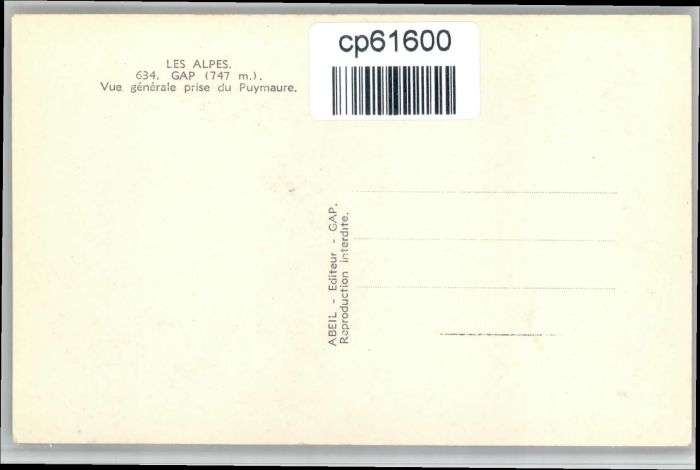 LES ALPES.
634. GAP (747 m.).
Vue générale prise du Puymaure.
cp61600
ABEIL - Editeur - GAP.
Reproduction interdite.